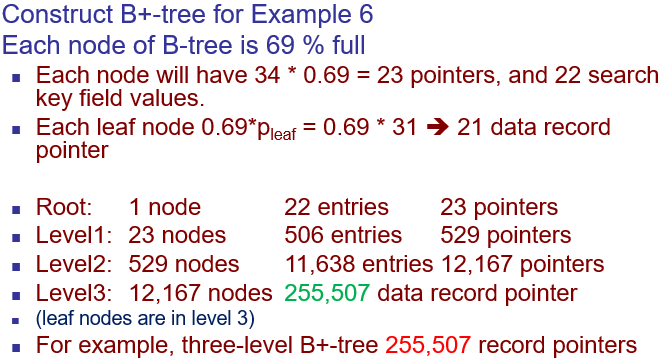 Construct B+-tree for Example 6
Each node of B-tree is 69 % full
▪ Each node will have 34 * 0.69 = 23 pointers, and 22 search
key field values.
▪ Each leaf node 0.69*pleaf = 0.69 * 31 ➔ 21 data record
pointer
▪ Root: 1 node 22 entries 23 pointers
▪ Level1: 23 nodes 506 entries 529 pointers
▪ Level2: 529 nodes 11,638 entries 12,167 pointers
▪ Level3: 12,167 nodes 255,507 data record pointer
▪ (leaf nodes are in level 3)
▪ For example, three-level B+-tree 255,507 record pointers